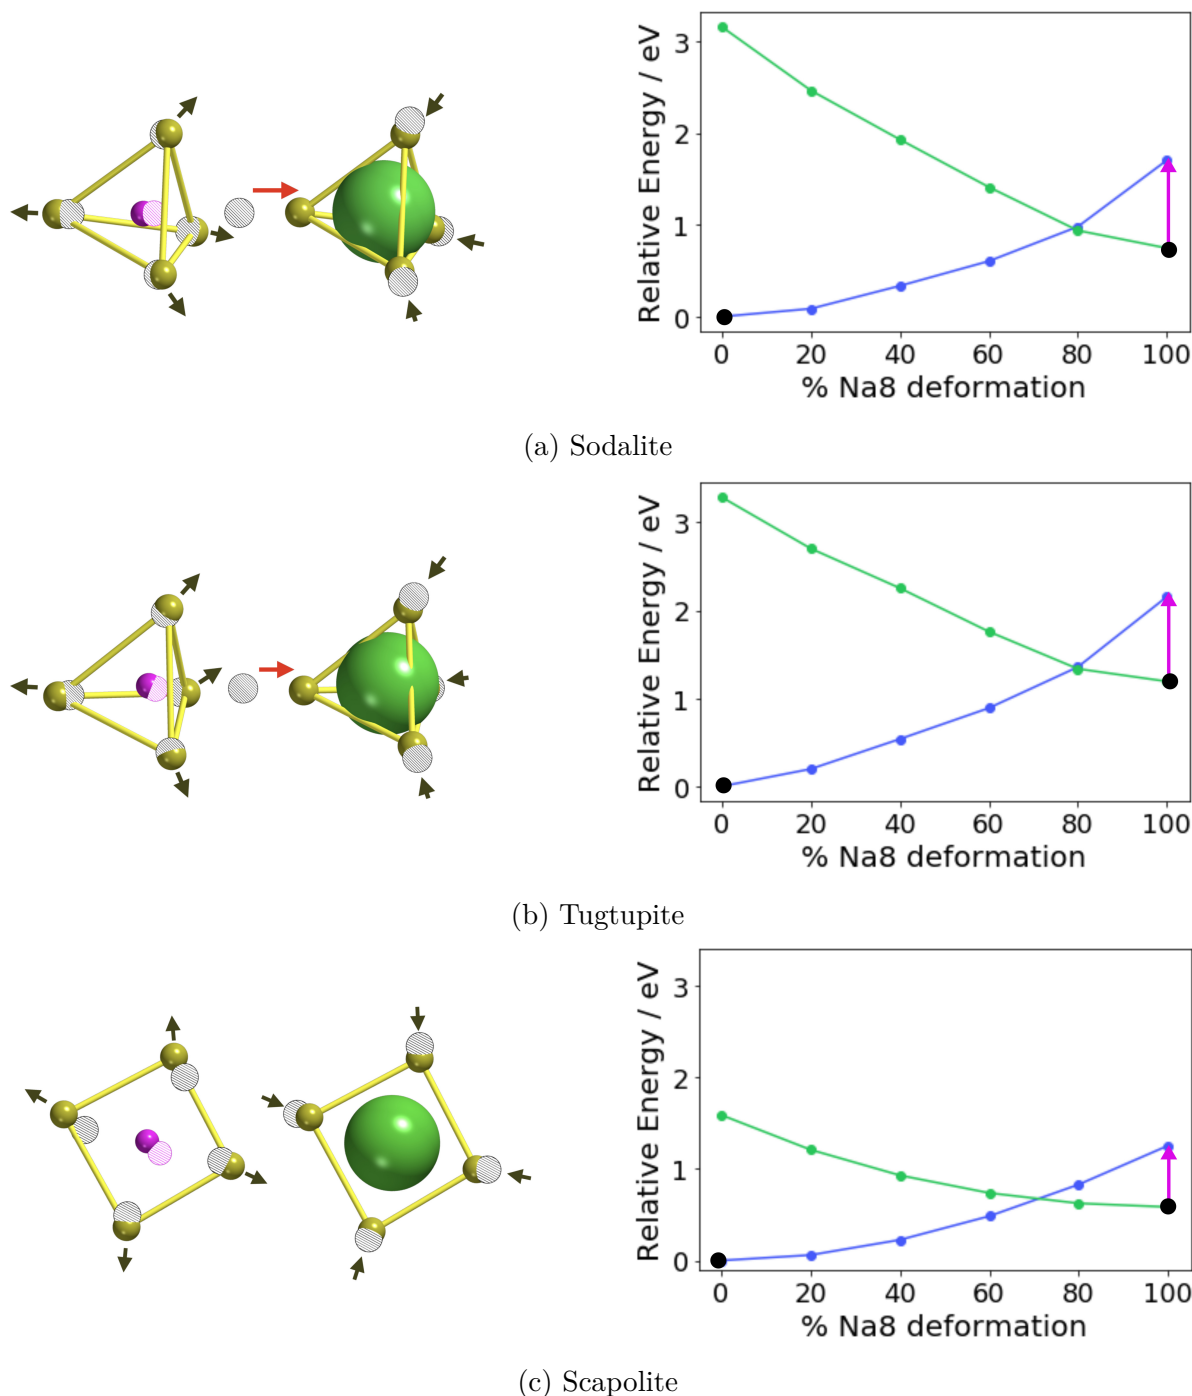 Relative Energy / eV
3
2
1
0
0 20 40 60 80 100
% Na8 deformation
(a) Sodalite
Relative Energy / eV
3
2
1
0
0 20 40 60 80 100
% Na8 deformation
(b) Tugtupite
Relative Energy / eV
3
2
1
0
0 20 40 60 80 100
% Na8 deformation
(c) Scapolite